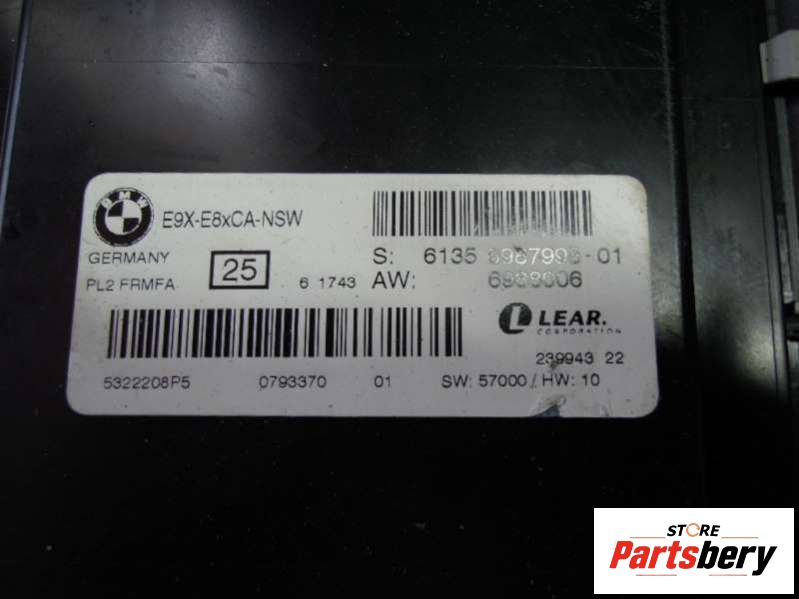 BMW
E9X-E8xCA-NSW
GERMANY
25
PL2 FRMFA
6 1743
S: 6135 -01
AW:
LEAR.
CORPORATION
239943 22
5322208P5 0793370 01 SW: 57000 / HW: 10
STORE
Partsbery